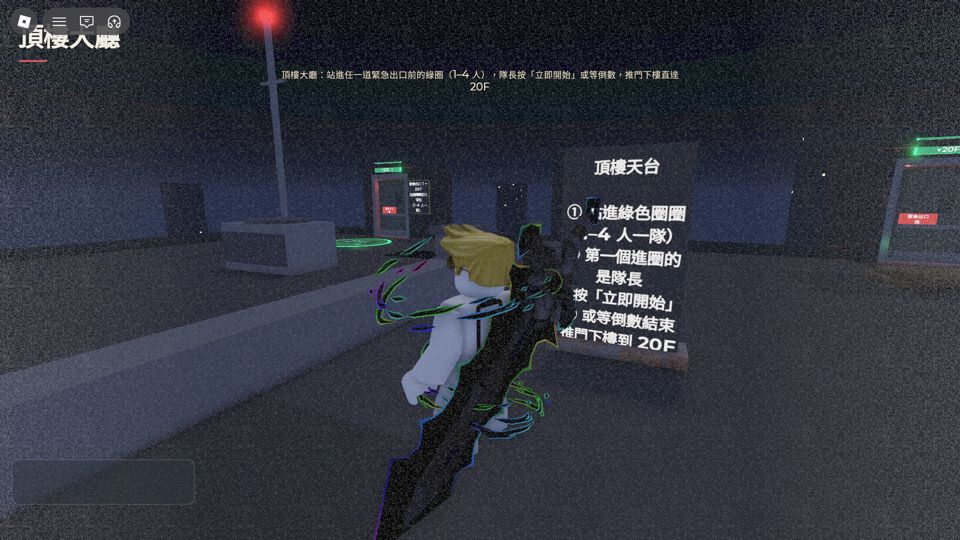 頂樓大廳
頂樓大廳：站進任一道緊急出口前的綠圈（1–4 人），隊長按「立即開始」或等倒數，推門下樓直達
20F
頂樓天台
① 進綠色圈圈
–4 人一隊）
第一個進圈的
是隊長
按「立即開始」
或等倒數結束
推門下樓到 20F
20F